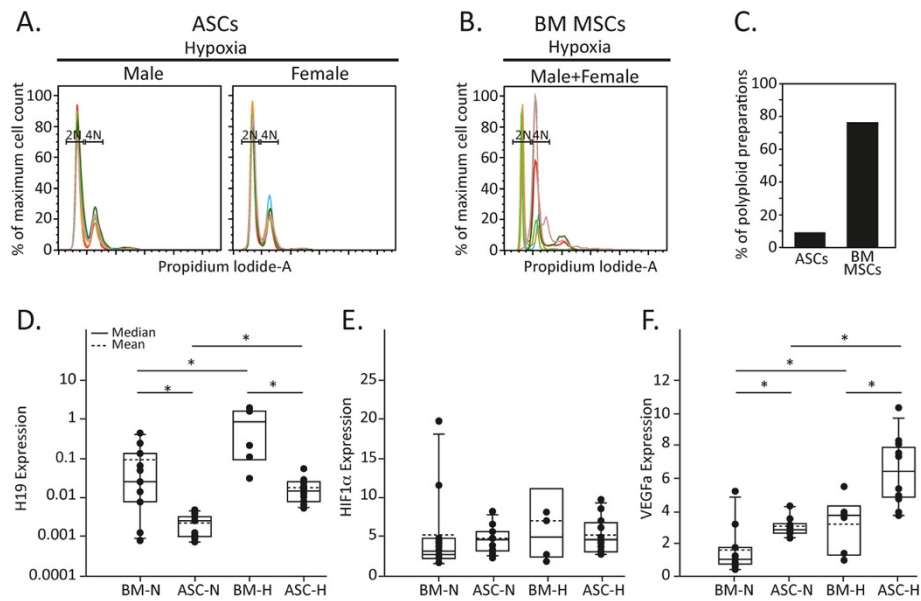 A.
ASCs
Hypoxia
Male
Female
% of maximum cell count
100
80
60
40
20
0
2N
4N
2N
4N
Propidium Iodide-A
B.
BM MSCs
Hypoxia
Male+Female
% of maximum cell count
100
80
60
40
20
0
2N
4N
Propidium Iodide-A
C.
% of polyploid preparations
100
80
60
40
20
0
ASCs
BM
MSCs
D.
Median
Mean
H19 Expression
10
1
0.1
0.01
0.001
0.0001
*
*
*
*
BM-N ASC-N BM-H ASC-H
E.
HIF1α Expression
25
20
15
10
5
0
BM-N ASC-N BM-H ASC-H
F.
VEGFa Expression
12
10
8
6
4
2
0
*
*
*
*
BM-N ASC-N BM-H ASC-H